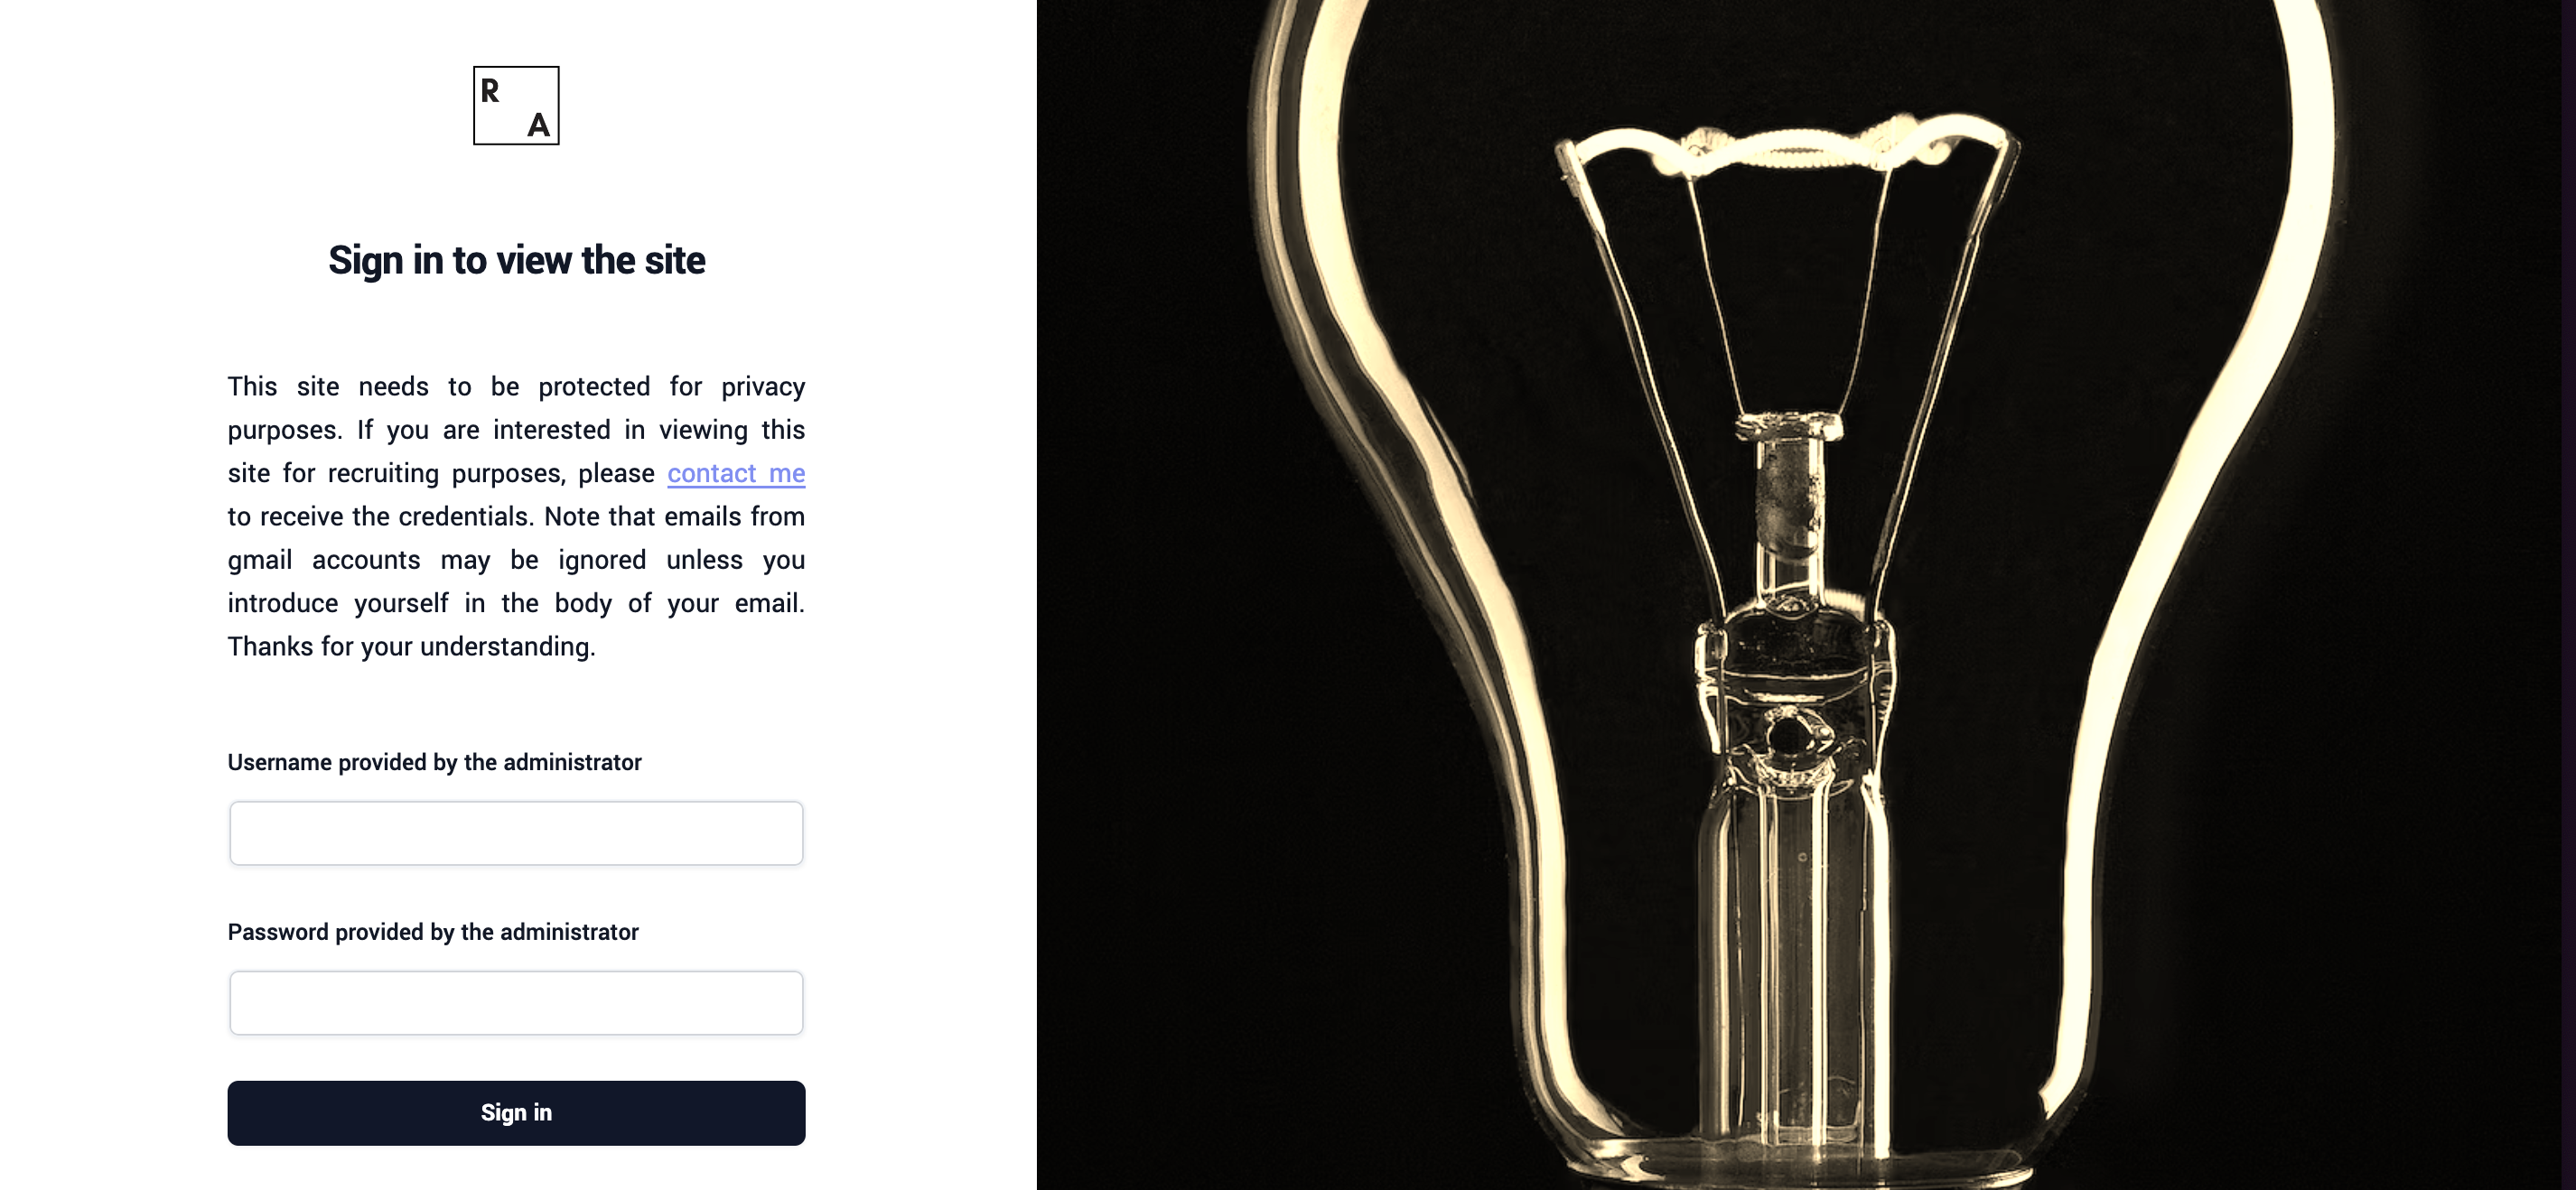 R
A
Sign in to view the site
This site needs to be protected for privacy
purposes. If you are interested in viewing this
site for recruiting purposes, please contact me
to receive the credentials. Note that emails from
gmail accounts may be ignored unless you
introduce yourself in the body of your email.
Thanks for your understanding.
Username provided by the administrator
Password provided by the administrator
Sign in